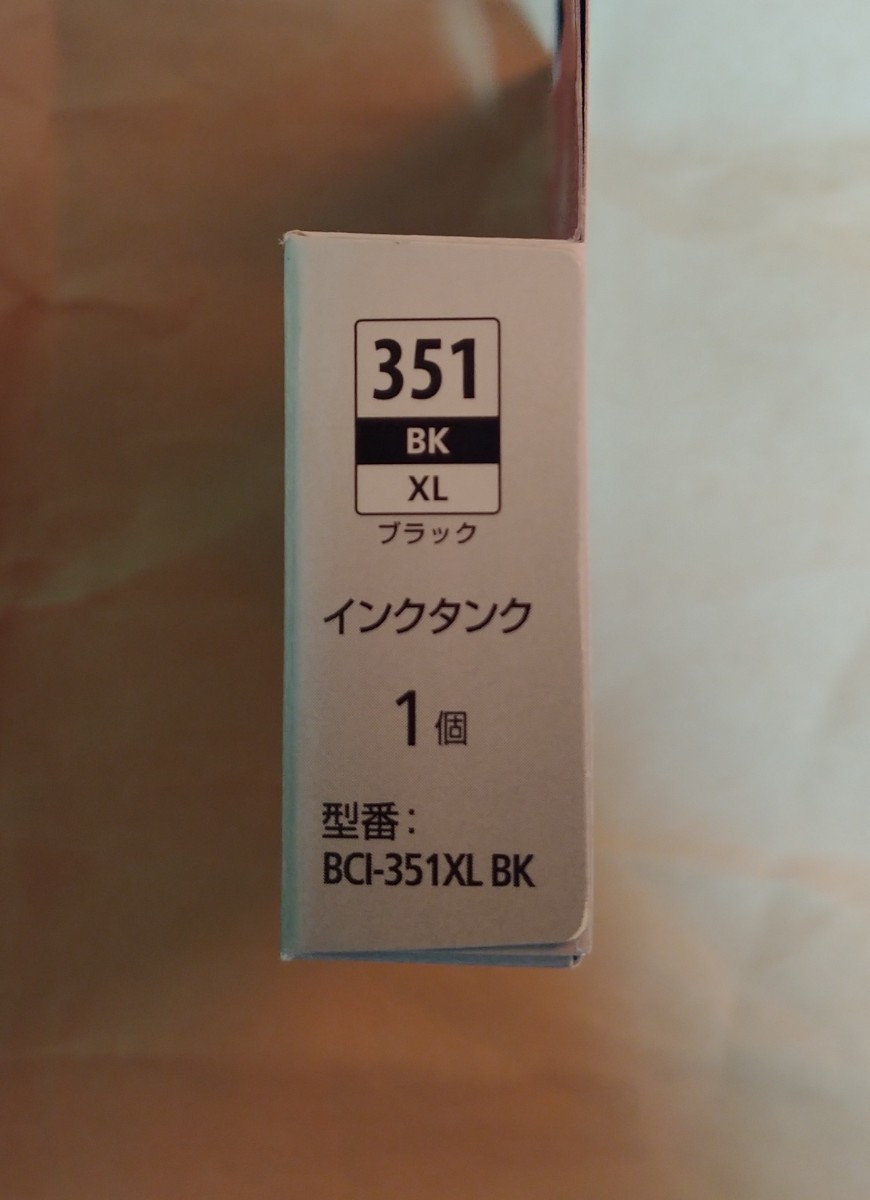 351
BK
XL
ブラック
インクタンク
1個
型番:
BCI-351XL BK